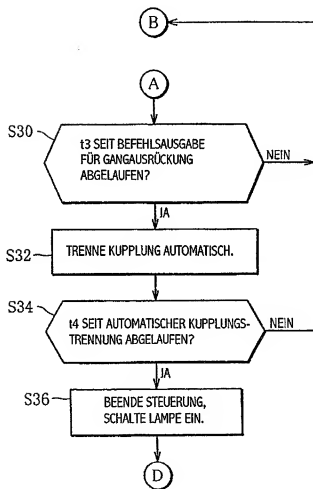 B
A
S30
t3 SEIT BEFEHLSAUSGABE
FÜR GANGAUSRÜCKUNG
ABGELAUFEN?
NEIN
JA
S32
TRENNE KUPPLUNG AUTOMATISCH.
S34
t4 SEIT AUTOMATISCHER KUPPLUNGS-
TRENNUNG ABGELAUFEN?
NEIN
JA
S36
BEENDE STEUERUNG,
SCHALTE LAMPE EIN.
D